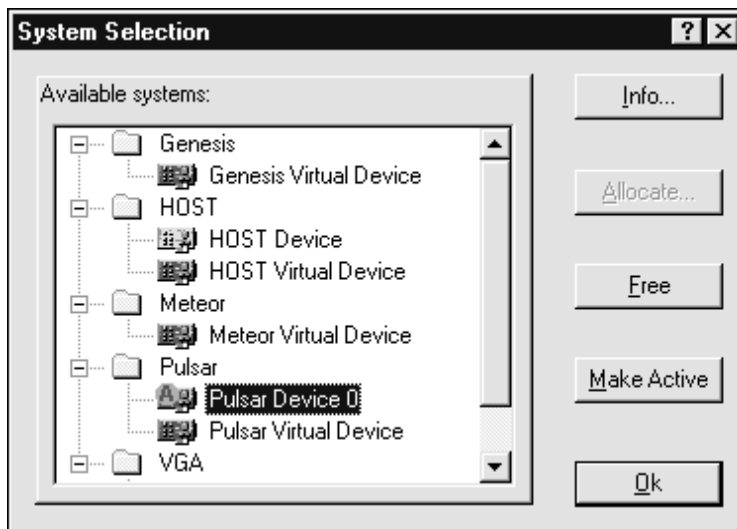 System Selection
Available systems:
Genesis
Genesis Virtual Device
HOST
HOST Device
HOST Virtual Device
Meteor
Meteor Virtual Device
Pulsar
Pulsar Device 0
Pulsar Virtual Device
VGA
Info...
Allocate...
Free
Make Active
Ok